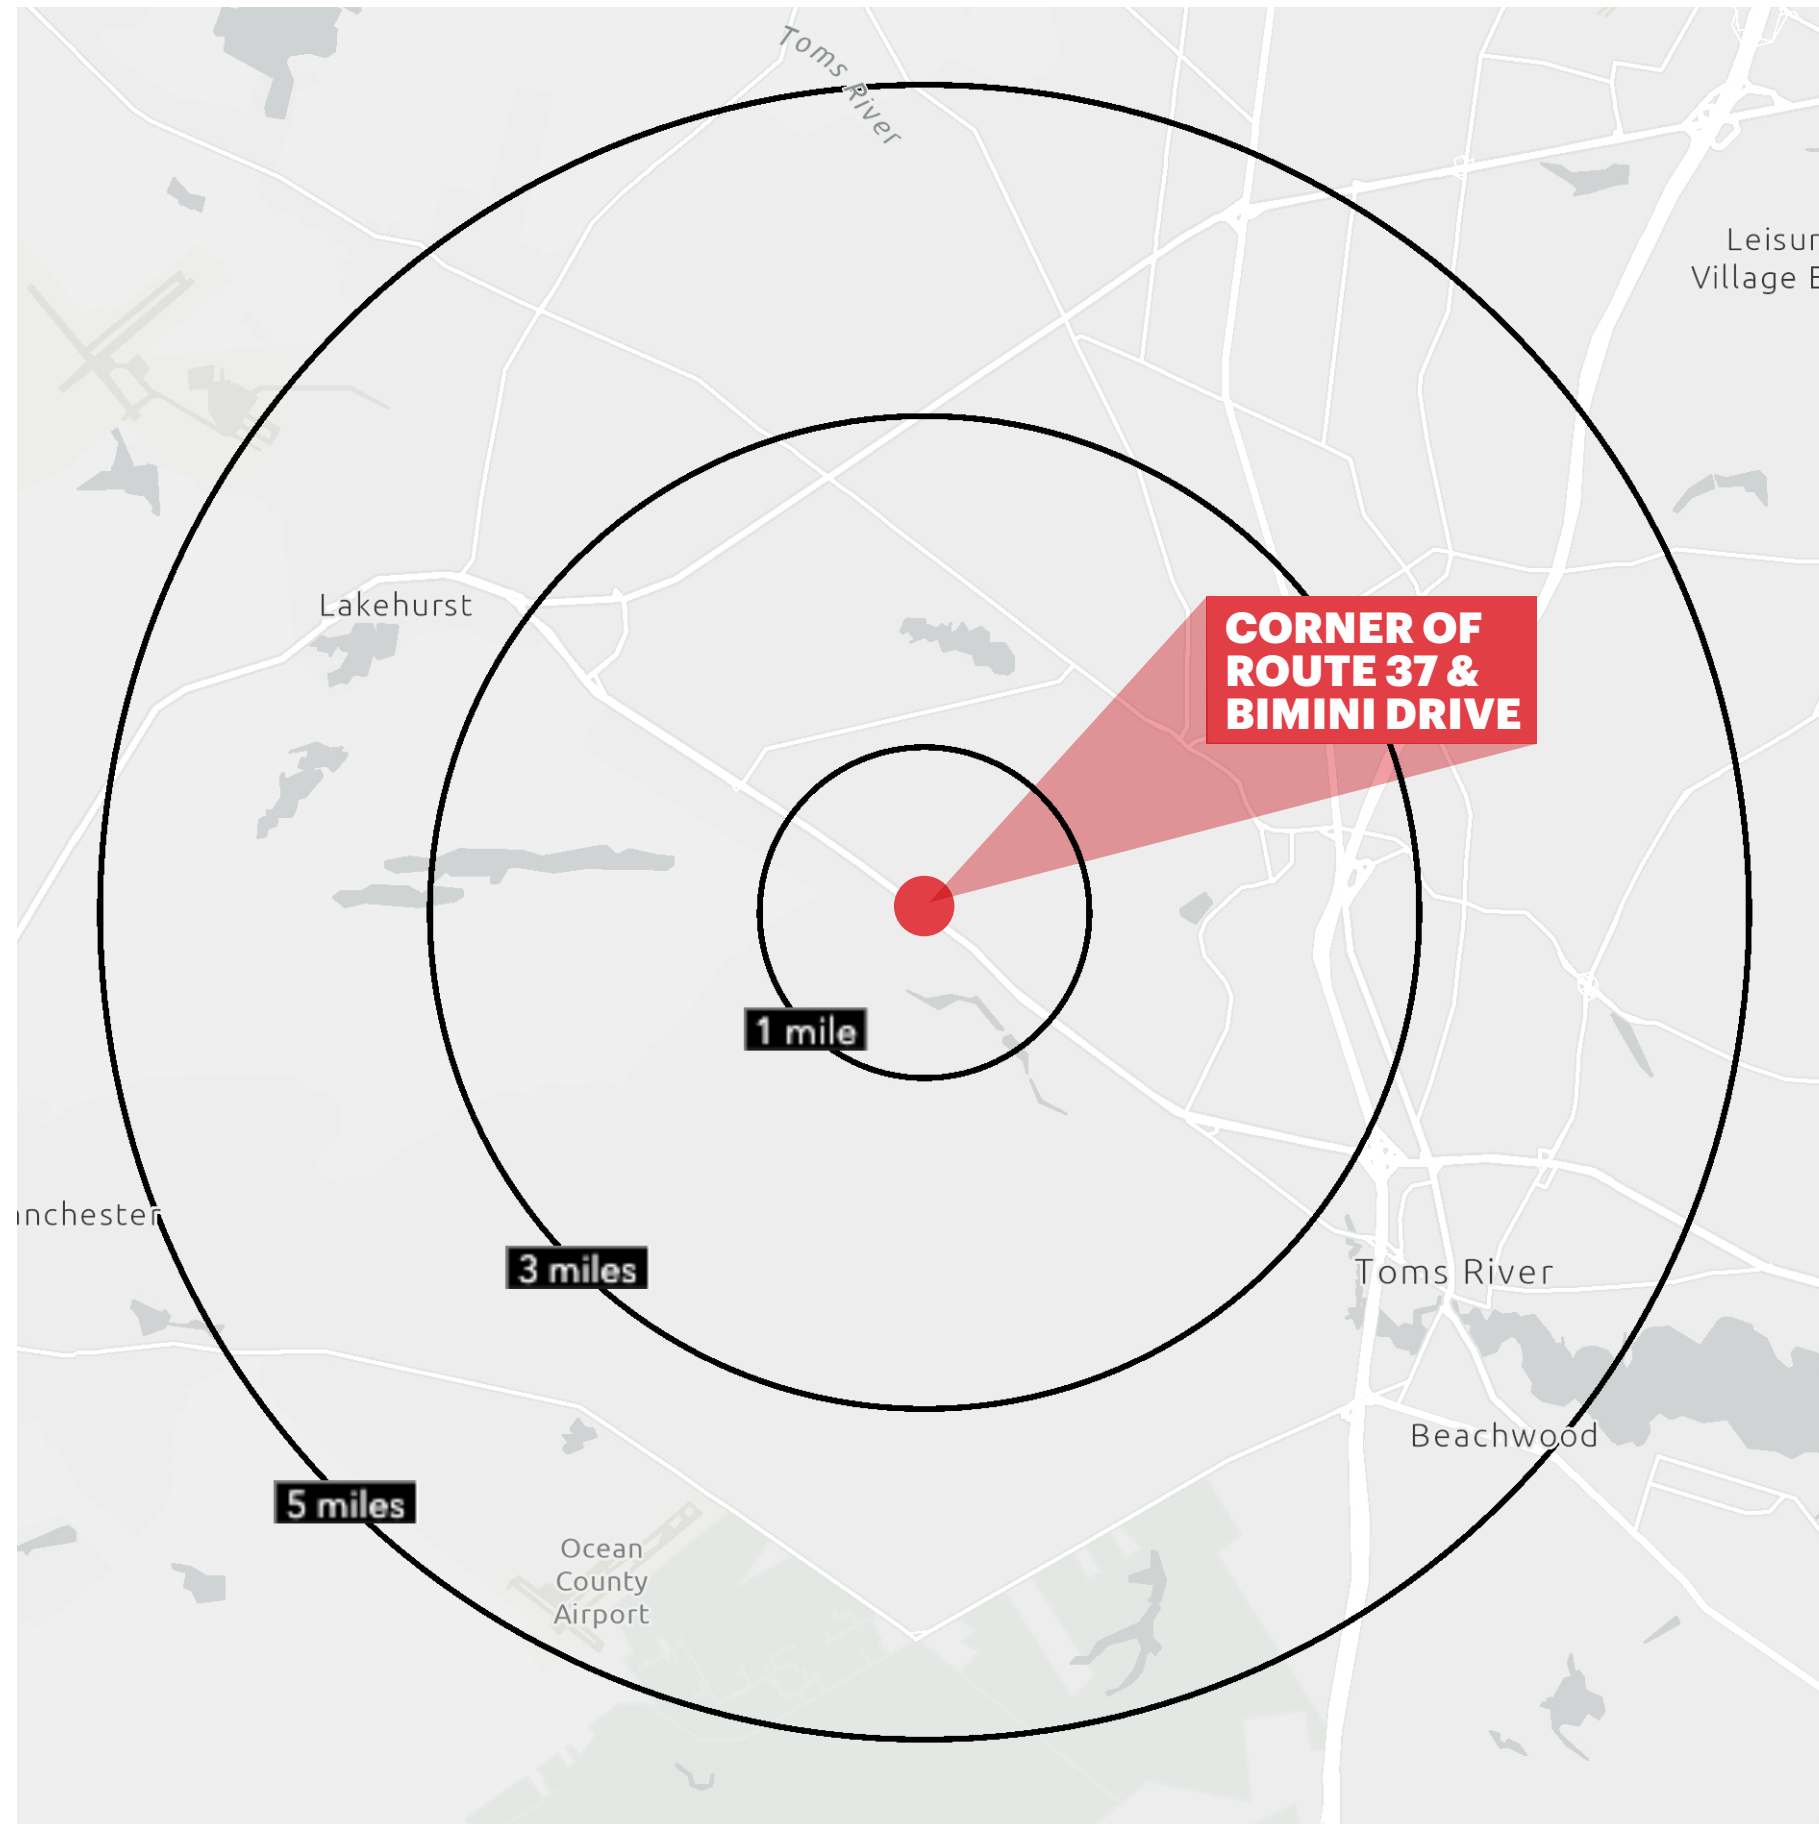 Toms River
Leisur
Village E
Lakehurst
CORNER OF
ROUTE 37 &
BIMINI DRIVE
1 mile
anchester
3 miles
Toms River
Beachwood
5 miles
Ocean
County
Airport